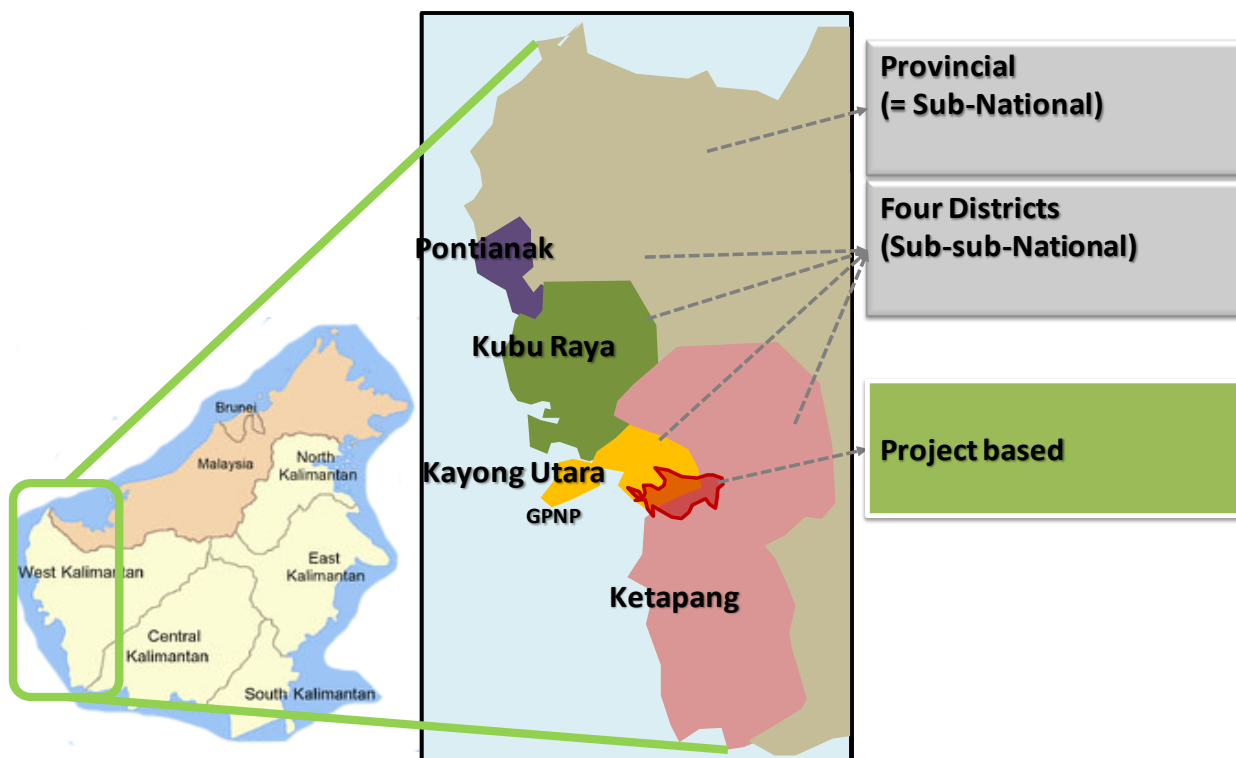 Provincial
(= Sub-National)
Four Districts
(Sub-sub-National)
Project based
Pontianak
Kubu Raya
Kayong Utara
GPNP
Ketapang
Brunei
Malaysia
North
Kalimantan
West Kalimantan
East
Kalimantan
Central
Kalimantan
South Kalimantan